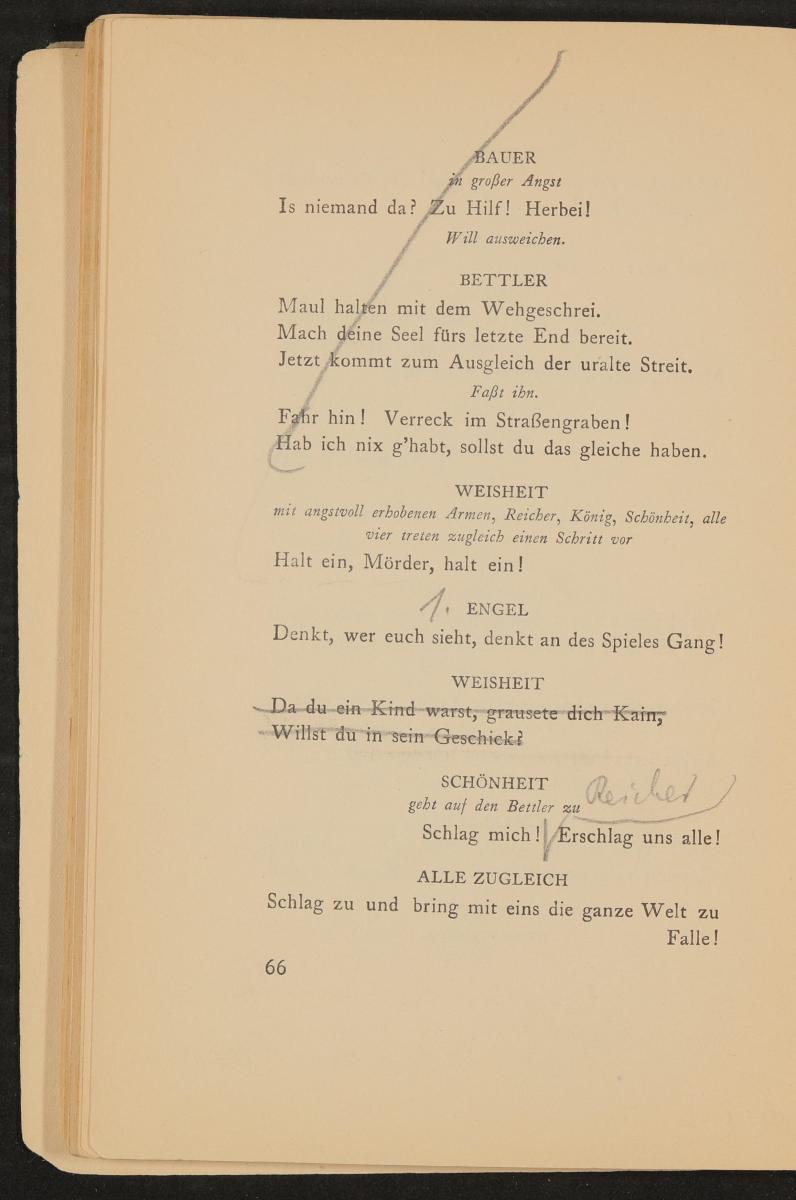 BAUER
in großer Angst
Is niemand da? Zu Hilf! Herbei!
Will ausweichen.
BETTLER
Maul halten mit dem Wehgeschrei.
Mach deine Seel fürs letzte End bereit.
Jetzt kommt zum Ausgleich der uralte Streit.
Faßt ihn.
Fahr hin! Verreck im Straßengraben!
Hab ich nix g'habt, sollst du das gleiche haben.
WEISHEIT
mit angstvoll erhobenen Armen, Reicher, König, Schönheit, alle
vier treten zugleich einen Schritt vor
Halt ein, Mörder, halt ein!
1. ENGEL
Denkt, wer euch sieht, denkt an des Spieles Gang!
WEISHEIT
Da du ein Kind warst, grausete dich Kain,
Willst du in sein Geschick?
SCHÖNHEIT
geht auf den Bettler zu
Reicher
Schlag mich! Erschlag uns alle!
ALLE ZUGLEICH
Schlag zu und bring mit eins die ganze Welt zu
Falle!
66